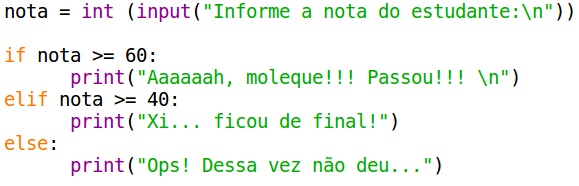 nota = int (input("Informe a nota do estudante:\n"))
if nota >= 60:
print("Aaaaaah, moleque!!! Passou!!! \n")
elif nota >= 40:
print("Xi... ficou de final!")
else:
print("Ops! Dessa vez não deu...")